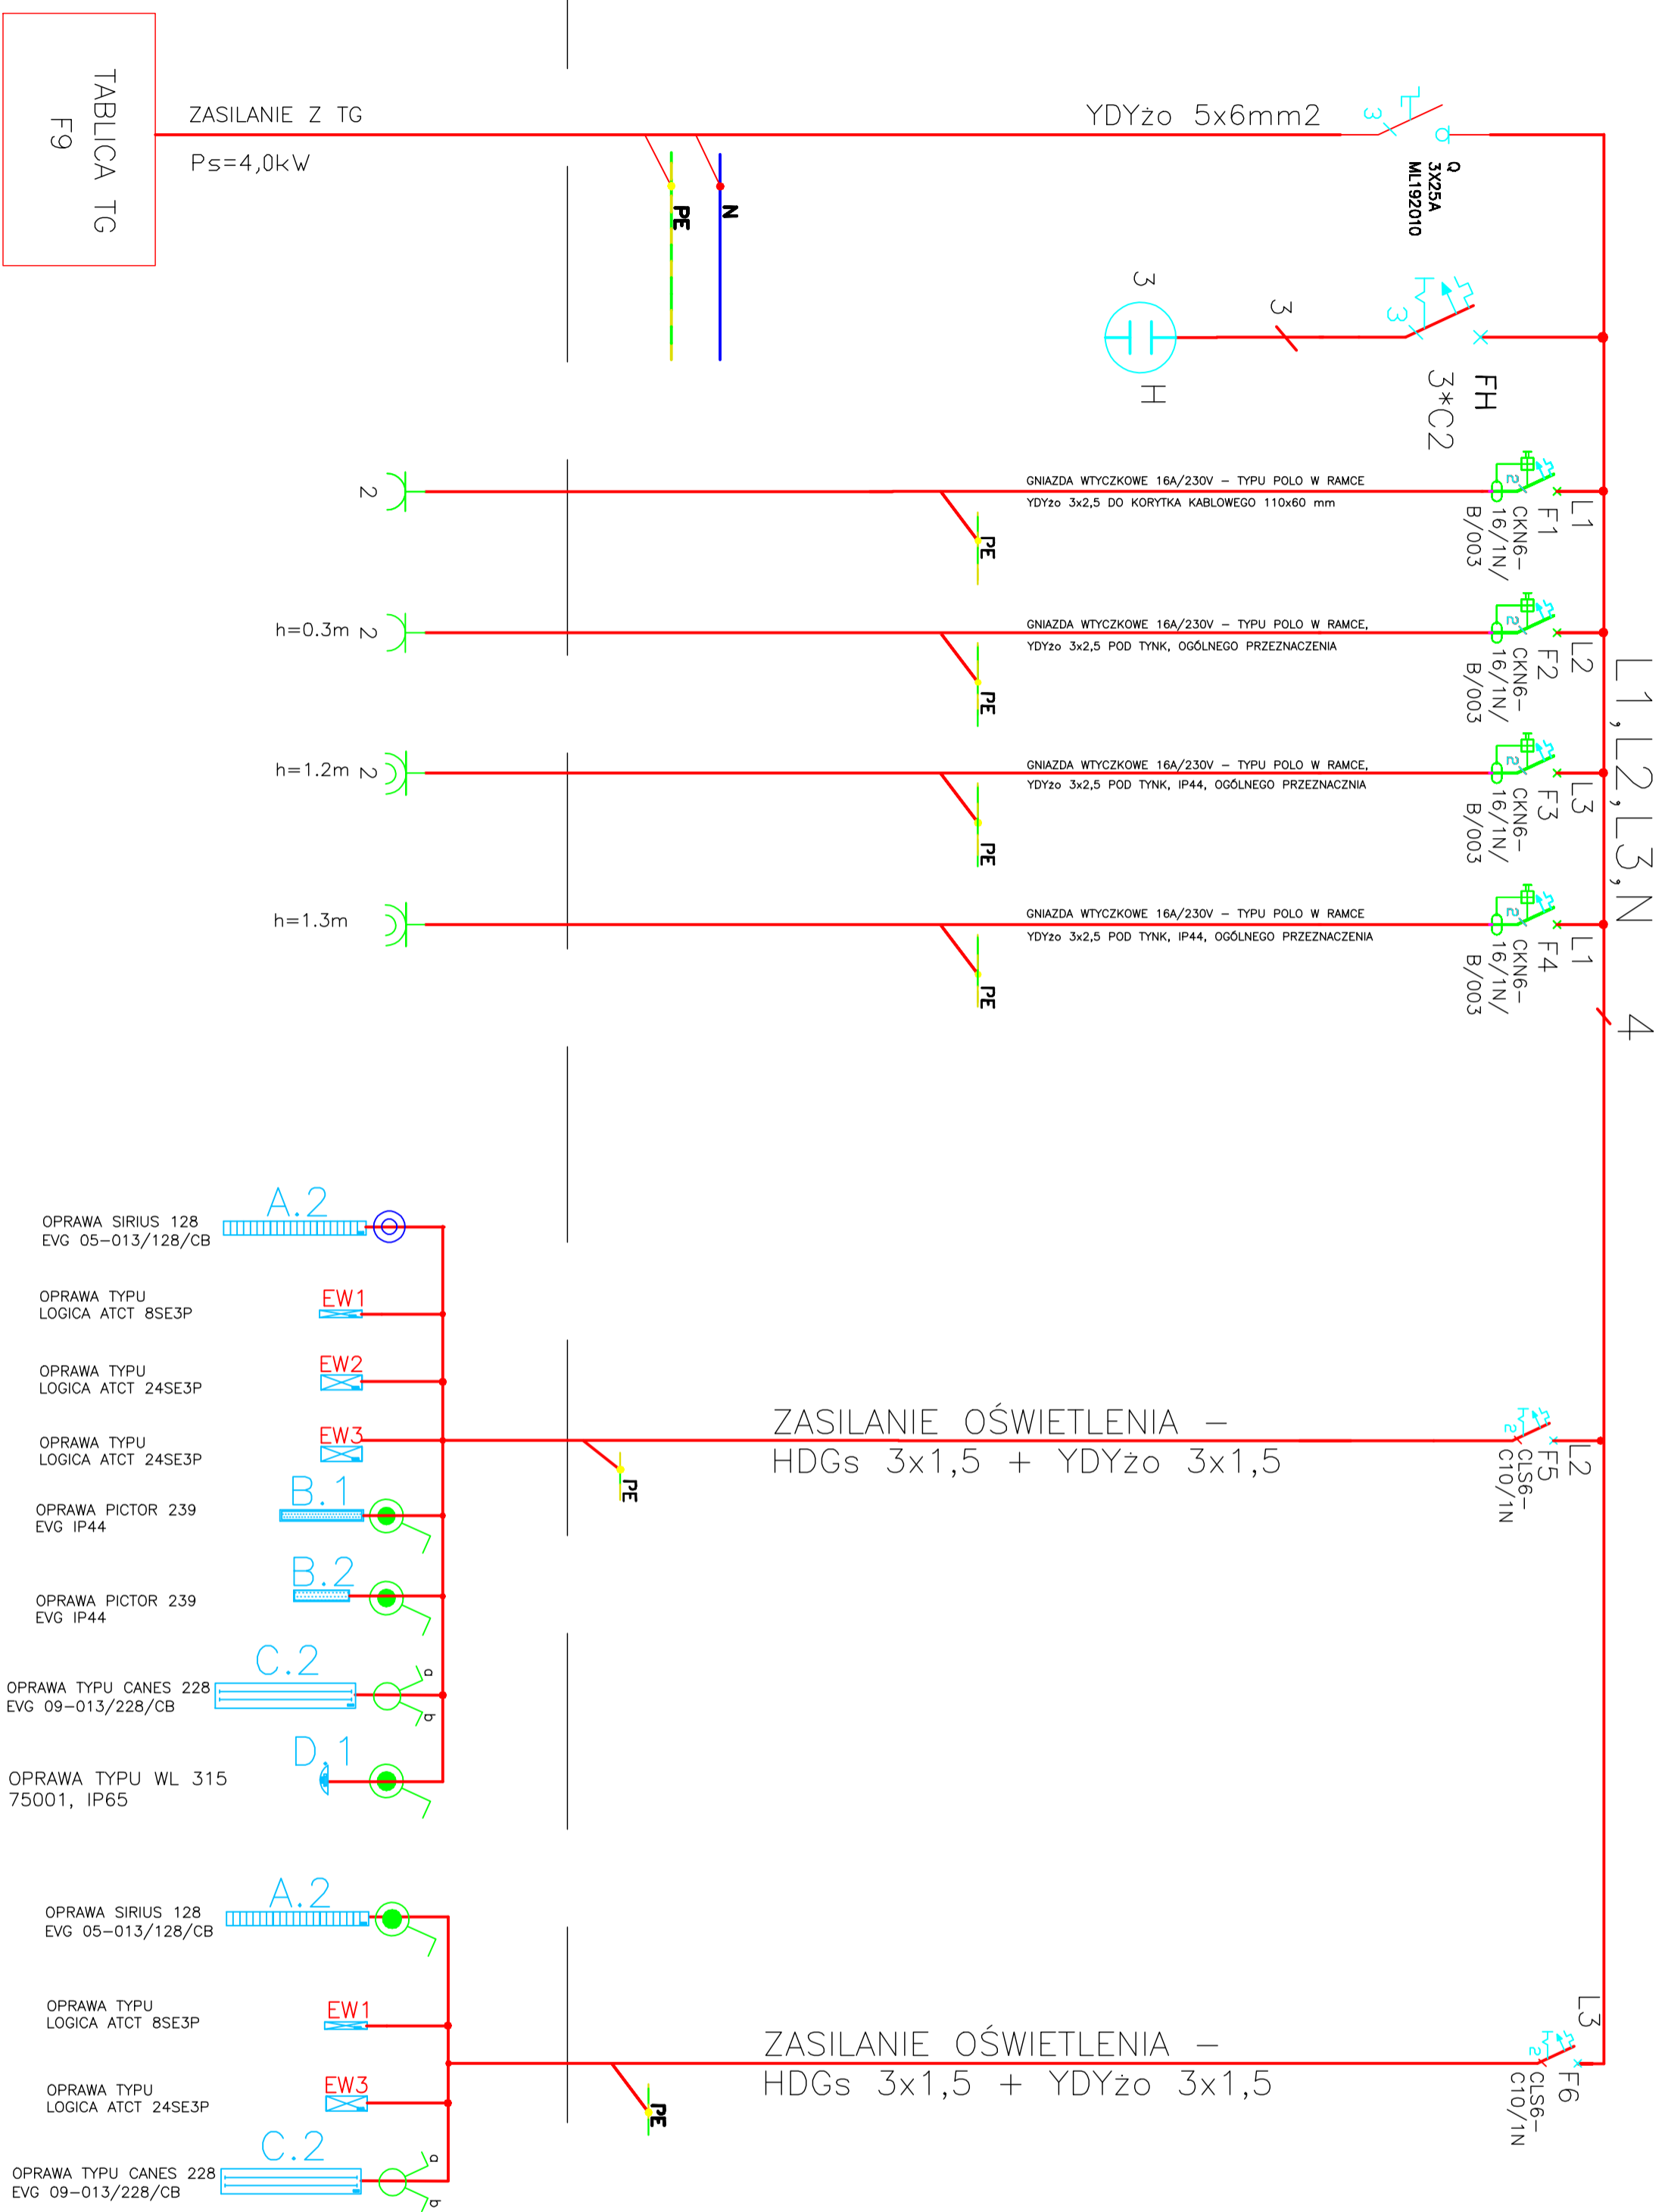 TABLICA TG
F9
ZASILANIE Z TG
Ps=4,0kW
PE
N
YDYżo 5x6mm2
3
Q
3X25A
ML192010
3
H
3
3
FH
3*C2
L1,L2,L3,N
4
2
GNIAZDA WTYCZKOWE 16A/230V – TYPU POLO W RAMCE
YDYżo 3x2,5 DO KORYTKA KABLOWEGO 110x60 mm
PE
2
L1
F1
CKN6-
16/1N/
B/003
h=0.3m 2
GNIAZDA WTYCZKOWE 16A/230V – TYPU POLO W RAMCE,
YDYżo 3x2,5 POD TYNK, OGÓLNEGO PRZEZNACZENIA
PE
2
L2
F2
CKN6-
16/1N/
B/003
h=1.2m 2
GNIAZDA WTYCZKOWE 16A/230V – TYPU POLO W RAMCE,
YDYżo 3x2,5 POD TYNK, IP44, OGÓLNEGO PRZEZNACZNIA
PE
2
L3
F3
CKN6-
16/1N/
B/003
h=1.3m
GNIAZDA WTYCZKOWE 16A/230V – TYPU POLO W RAMCE
YDYżo 3x2,5 POD TYNK, IP44, OGÓLNEGO PRZEZNACZENIA
PE
2
L1
F4
CKN6-
16/1N/
B/003
OPRAWA SIRIUS 128
EVG 05-013/128/CB
A.2
OPRAWA TYPU
LOGICA ATCT 8SE3P
EW1
OPRAWA TYPU
LOGICA ATCT 24SE3P
EW2
OPRAWA TYPU
LOGICA ATCT 24SE3P
EW3
ZASILANIE OŚWIETLENIA –
HDGs 3x1,5 + YDYżo 3x1,5
PE
2
L2
F5
CLS6-
C10/1N
OPRAWA PICTOR 239
EVG IP44
B.1
OPRAWA PICTOR 239
EVG IP44
B.2
OPRAWA TYPU CANES 228
EVG 09-013/228/CB
C.2
a
b
OPRAWA TYPU WL 315
75001, IP65
D.1
OPRAWA SIRIUS 128
EVG 05-013/128/CB
A.2
OPRAWA TYPU
LOGICA ATCT 8SE3P
EW1
ZASILANIE OŚWIETLENIA –
HDGs 3x1,5 + YDYżo 3x1,5
PE
2
L3
F6
CLS6-
C10/1N
OPRAWA TYPU
LOGICA ATCT 24SE3P
EW3
OPRAWA TYPU CANES 228
EVG 09-013/228/CB
C.2
a
b